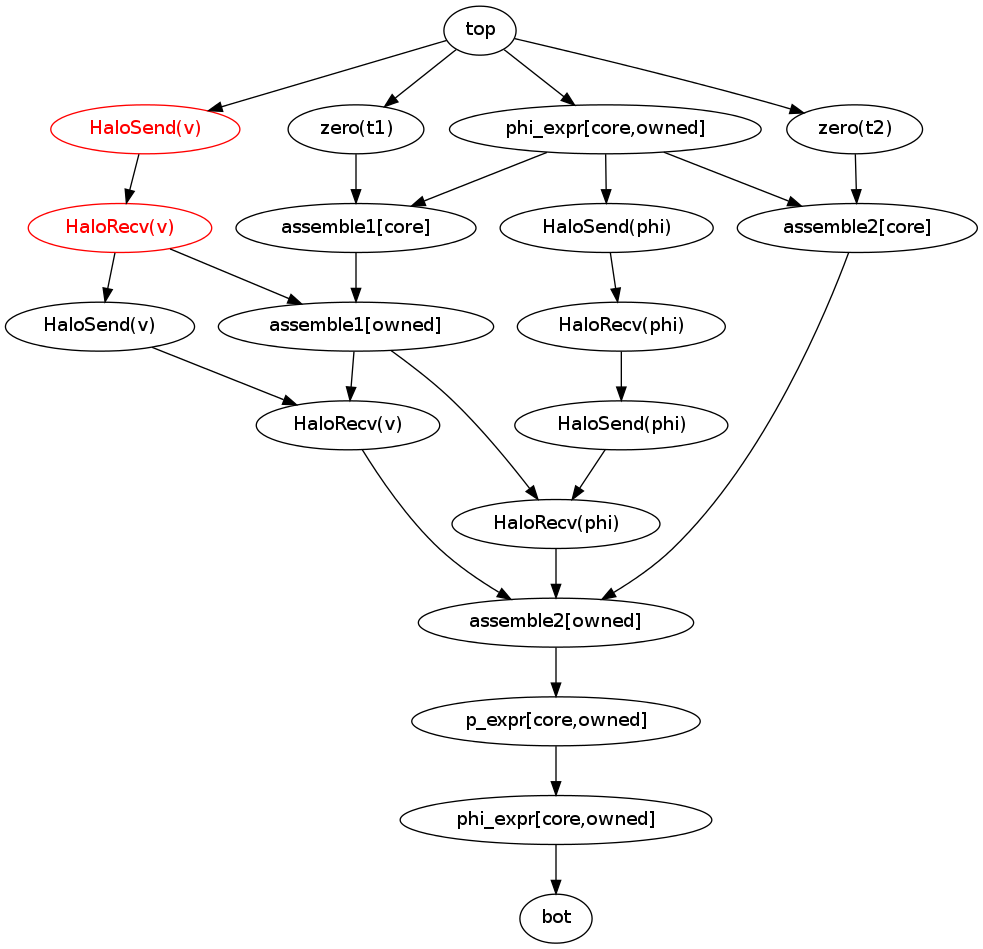 top
HaloSend(v)
zero(t1)
phi_expr[core,owned]
zero(t2)
HaloRecv(v)
assemble1[core]
HaloSend(phi)
assemble2[core]
HaloSend(v)
assemble1[owned]
HaloRecv(phi)
HaloRecv(v)
HaloSend(phi)
HaloRecv(phi)
assemble2[owned]
p_expr[core,owned]
phi_expr[core,owned]
bot